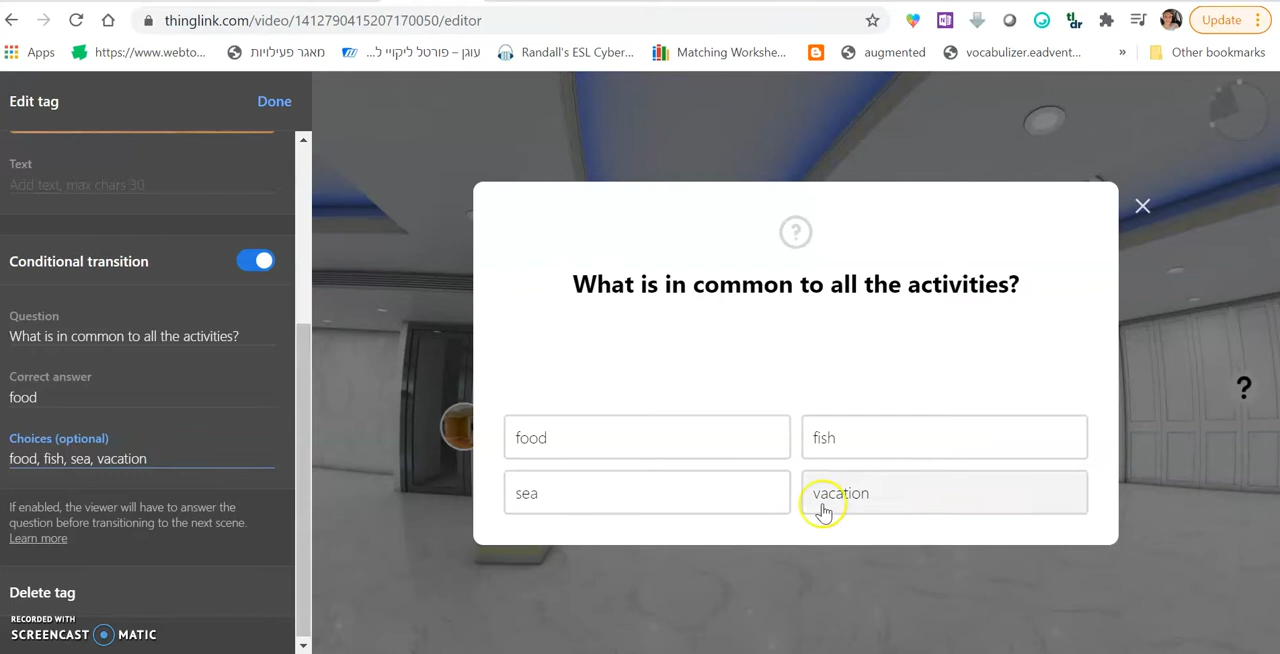 thinglink.com/video/1412790415207170050/editor
Update
Apps
https://www.webto...
מאגר פעילויות
עוגן – פורטל ליקויי ל...
Randall's ESL Cyber...
Matching Workshe...
augmented
vocabulizer.eadvent...
»
Other bookmarks
Edit tag
Done
Text
Add text, max chars 30
Conditional transition
Question
What is in common to all the activities?
Correct answer
food
Choices (optional)
food, fish, sea, vacation
If enabled, the viewer will have to answer the
question before transitioning to the next scene.
Learn more
Delete tag
RECORDED WITH
SCREENCAST MATIC
?
What is in common to all the activities?
food
fish
sea
vacation
?